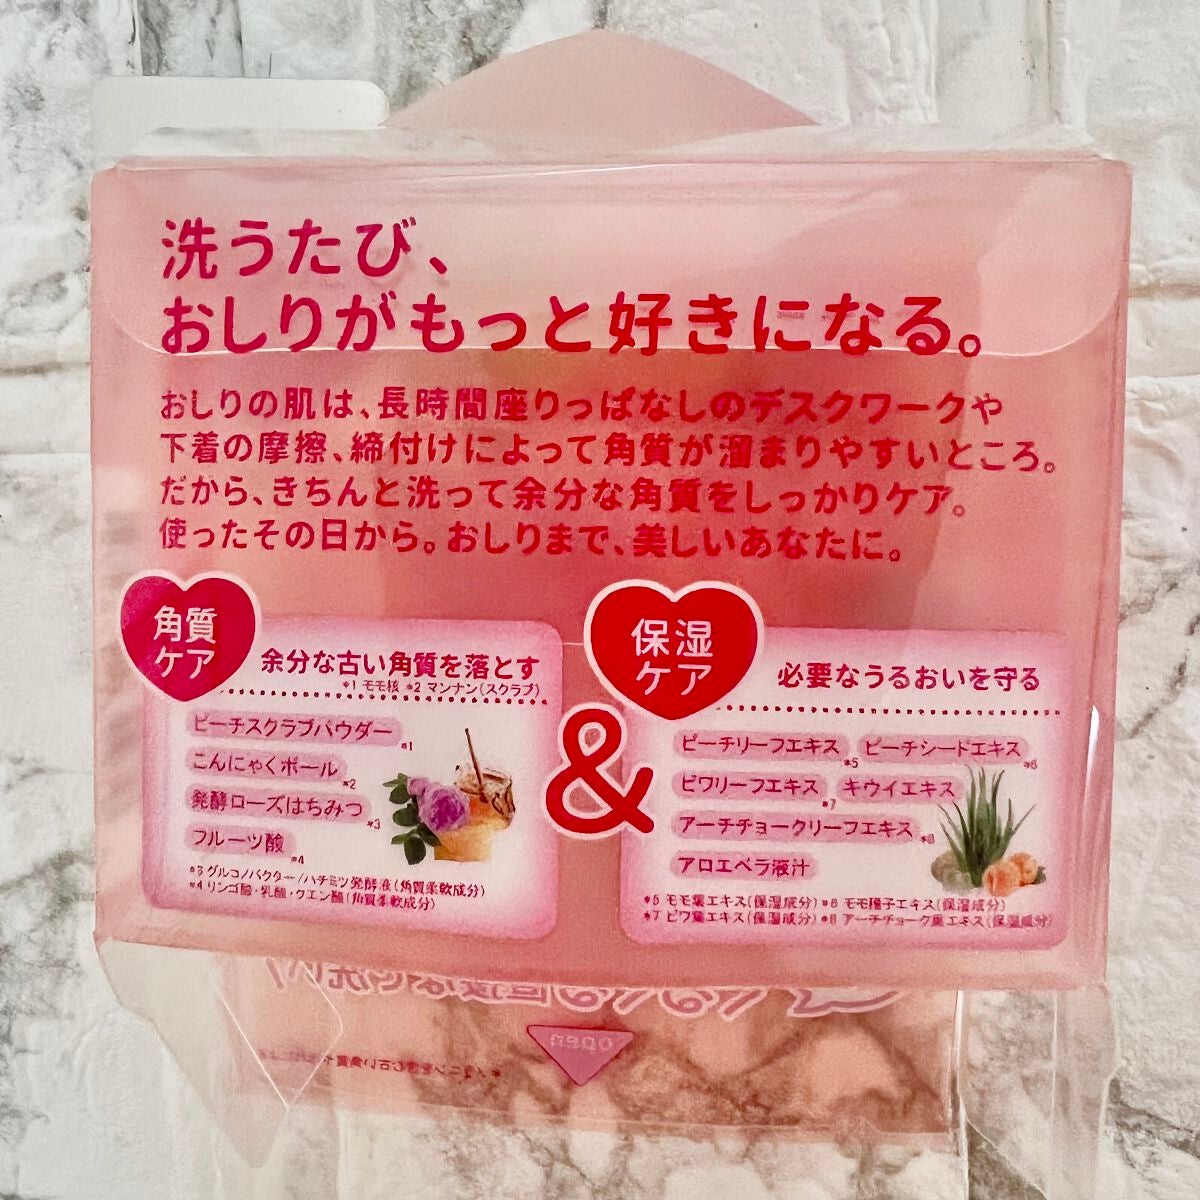 洗うたび、
おしりがもっと好きになる。
おしりの肌は、長時間座りっぱなしのデスクワークや
下着の摩擦、締付けによって角質が溜まりやすいところ。
だから、きちんと洗って余分な角質をしっかりケア。
使ったその日から。おしりまで、美しいあなたに。
角質
ケア
余分な古い角質を落とす
*1 モモ核 *2 マンナン(スクラブ)
ピーチスクラブパウダー*1
こんにゃくボール*2
発酵ローズはちみつ*3
フルーツ酸*4
*3 グルコノバクター/ハチミツ発酵液(角質柔軟成分)
*4 リンゴ酸・乳酸・クエン酸(角質柔軟成分)
&
保湿
ケア
必要なうるおいを守る
ピーチリーフエキス*5 ピーチシードエキス*6
ビワリーフエキス*7 キウイエキス
アーチチョークリーフエキス*8
アロエベラ液汁
*5 モモ葉エキス(保湿成分) *6 モモ種子エキス(保湿成分)
*7 ビワ葉エキス(保湿成分) *8 アーチチョーク葉エキス(保湿成分)
open